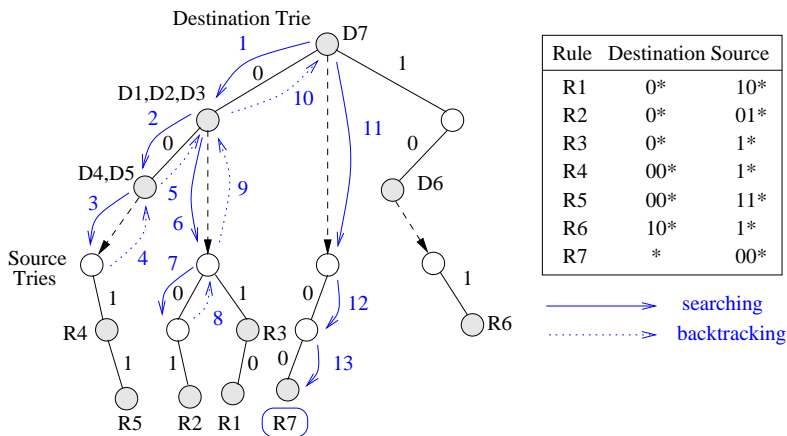 Destination Trie
D7
1
0
1
D1,D2,D3
10
2
0
11
0
D4,D5
5
9
D6
3
6
4
Source
Tries
7
0
1
12
1
1
8
R4
R3
0
13
R6
1
1
0
R5
R2
R1
R7
Rule Destination Source
R1 0* 10*
R2 0* 01*
R3 0* 1*
R4 00* 1*
R5 00* 11*
R6 10* 1*
R7 * 00*
searching
backtracking